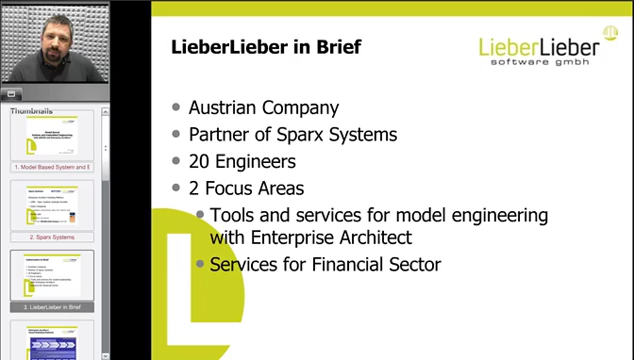 LieberLieber in Brief
LieberLieber
software gmbh
Austrian Company
Partner of Sparx Systems
20 Engineers
2 Focus Areas
Tools and services for model engineering
with Enterprise Architect
Services for Financial Sector
Thumbnails
1. Model Based System and E
2. Sparx Systems
3. LieberLieber in Brief